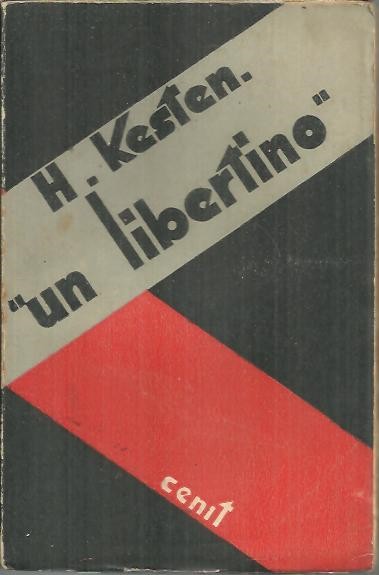 H. Kesten.
"un libertino"
cenit